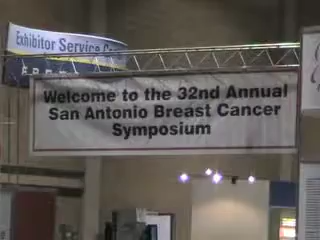 Exhibitor Service
Welcome to the 32nd Annual
San Antonio Breast Cancer
Symposium